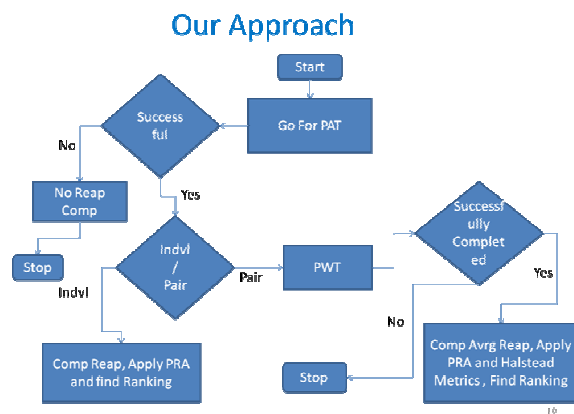 Our Approach
Start
Go For PAT
Success
ful
No
Yes
No Reap
Comp
Stop
Indvl
/
Pair
Indvl
Pair
PWT
Successf
ully
Complet
ed
Yes
No
Comp Reap, Apply PRA
and find Ranking
Stop
Comp Avrg Reap, Apply
PRA and Halstead
Metrics , Find Ranking
10